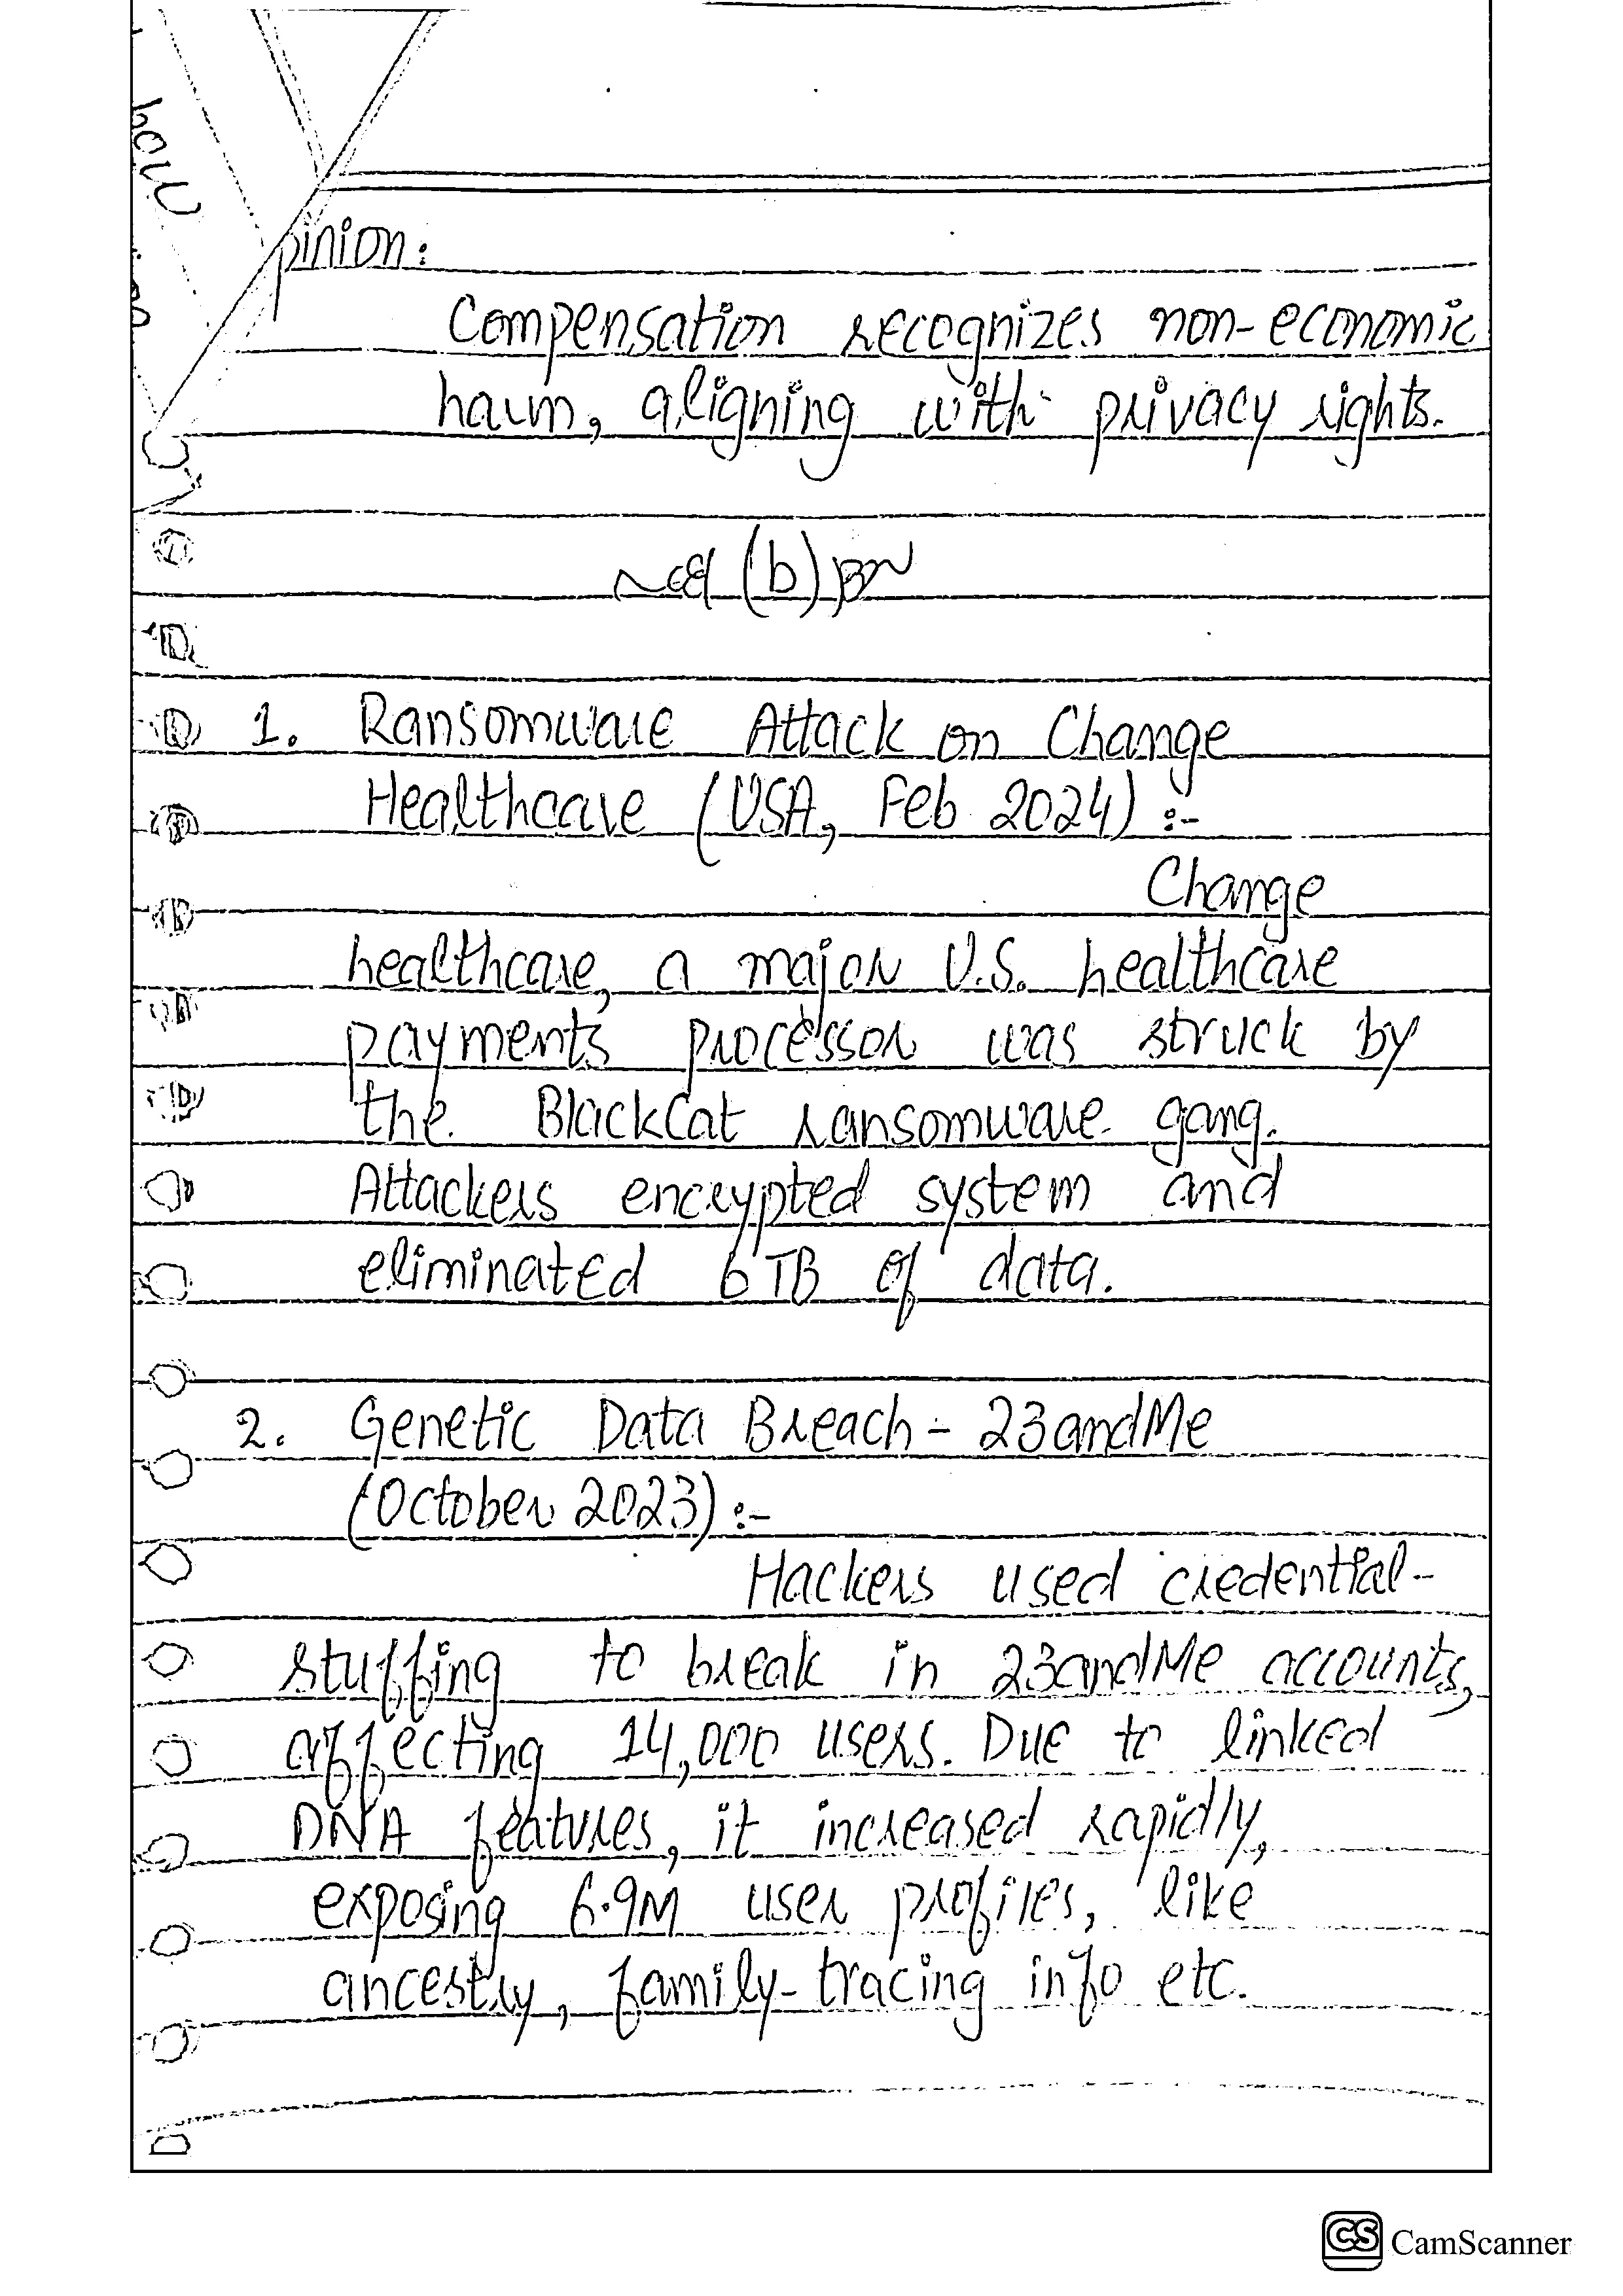 pinion:
Compensation recognizes non-economic
harm, aligning with privacy rights.
(b)
1. Ransomware Attack on Change
Healthcare (USA, Feb 2024) :-
Change
healthcare, a major U.S. healthcare
payments processor was struck by
the BlackCat ransomware gang.
Attackers encrypted system and
eliminated 6TB of data.
2. Genetic Data Breach - 23andMe
(October 2023) :-
Hackers used credential-
stuffing to break in 23andMe accounts,
affecting 14,000 users. Due to linked
DNA features, it increased rapidly,
exposing 6.9M user profiles, like
ancestry, family-tracing info etc.
CS CamScanner